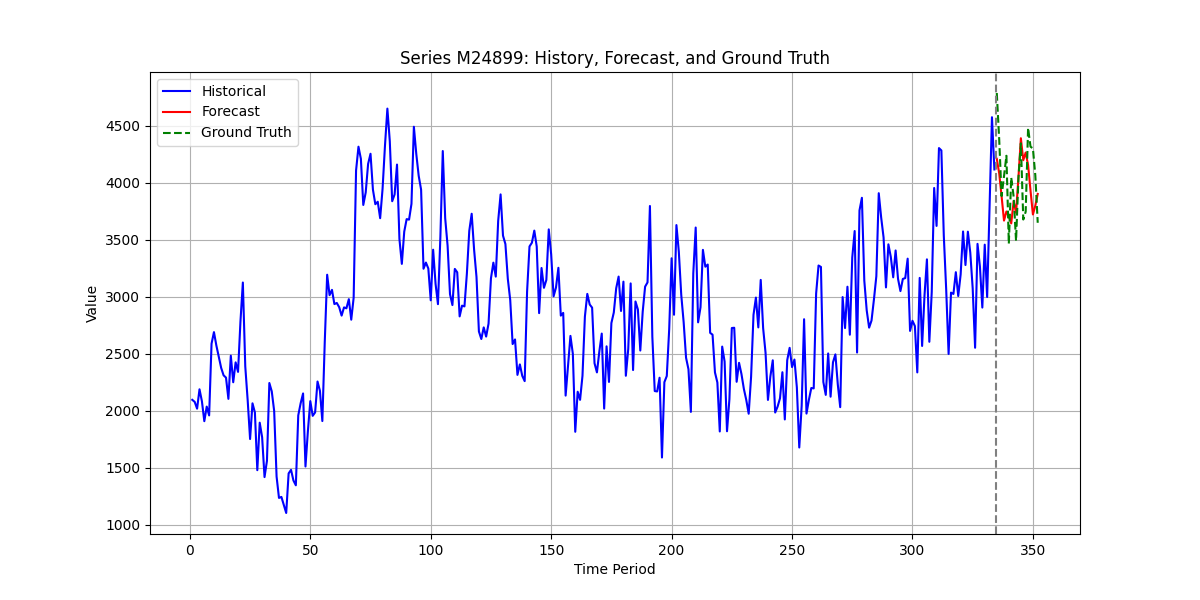 Series M24899: History, Forecast, and Ground Truth
Historical
Forecast
Ground Truth
Value
4500
4000
3500
3000
2500
2000
1500
1000
0 50 100 150 200 250 300 350
Time Period